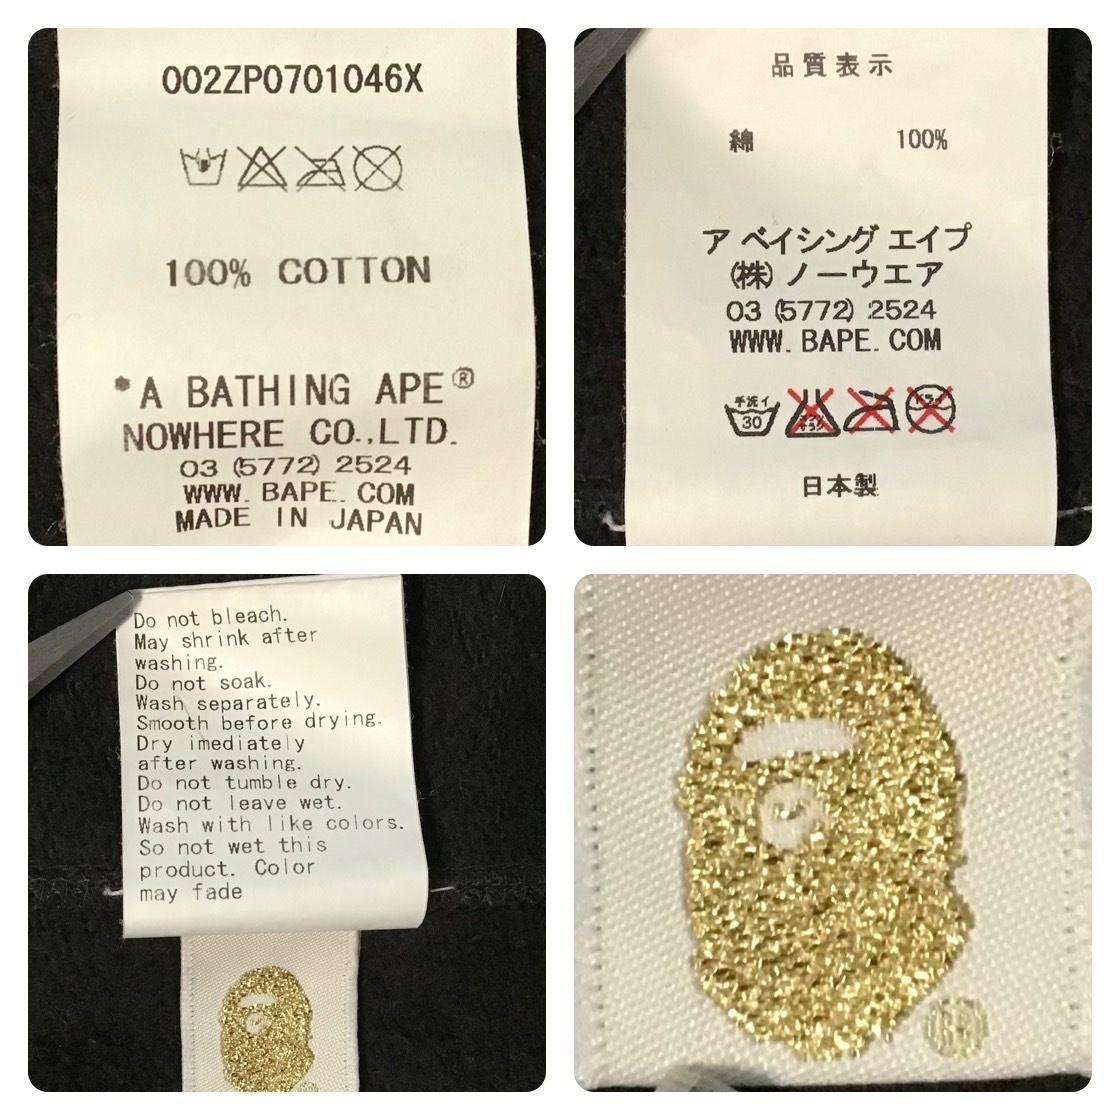 002ZP0701046X
100% COTTON
*A BATHING APE®
NOWHERE CO.,LTD.
03 (5772) 2524
WWW. BAPE. COM
MADE IN JAPAN
品質表示
綿 100%
ア ベイシング エイプ
(株) ノーウエア
03 (5772) 2524
WWW. BAPE. COM
手洗イ
30
日本製
Do not bleach.
May shrink after
washing.
Do not soak.
Wash separately.
Smooth before drying.
Dry imediately
after washing.
Do not tumble dry.
Do not leave wet.
Wash with like colors.
So not wet this
product. Color
may fade